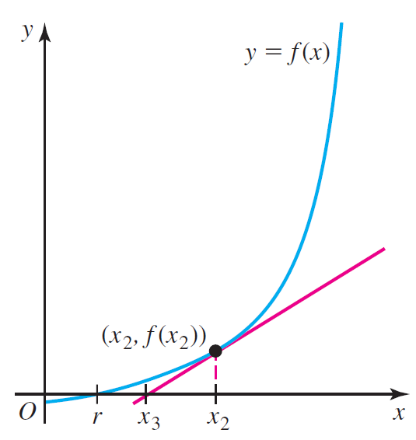 y
y = f(x)
(x₂, f(x₂))
O
r
x₃
x₂
x